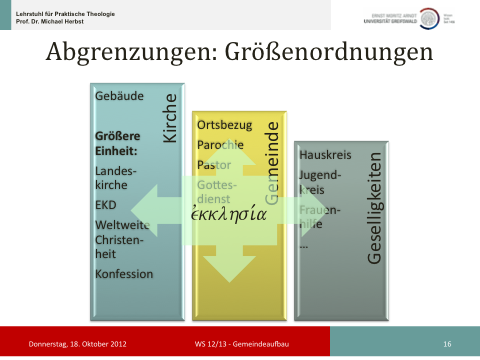 Lehrstuhl für Praktische Theologie
Prof. Dr. Michael Herbst
ERNST MORITZ ARNDT
UNIVERSITÄT GREIFSWALD
Abgrenzungen: Größenordnungen
Gebäude
Größere
Einheit:
Landes-
kirche
EKD
Weltweite
Christen-
heit
Konfession
Kirche
Ortsbezug
Parochie
Pastor
Gottes-
dienst
Gemeinde
ἐκκλησία
Hauskreis
Jugend-
kreis
Frauen-
hilfe
...
Geselligkeiten
Donnerstag, 18. Oktober 2012
WS 12/13 - Gemeindeaufbau
16